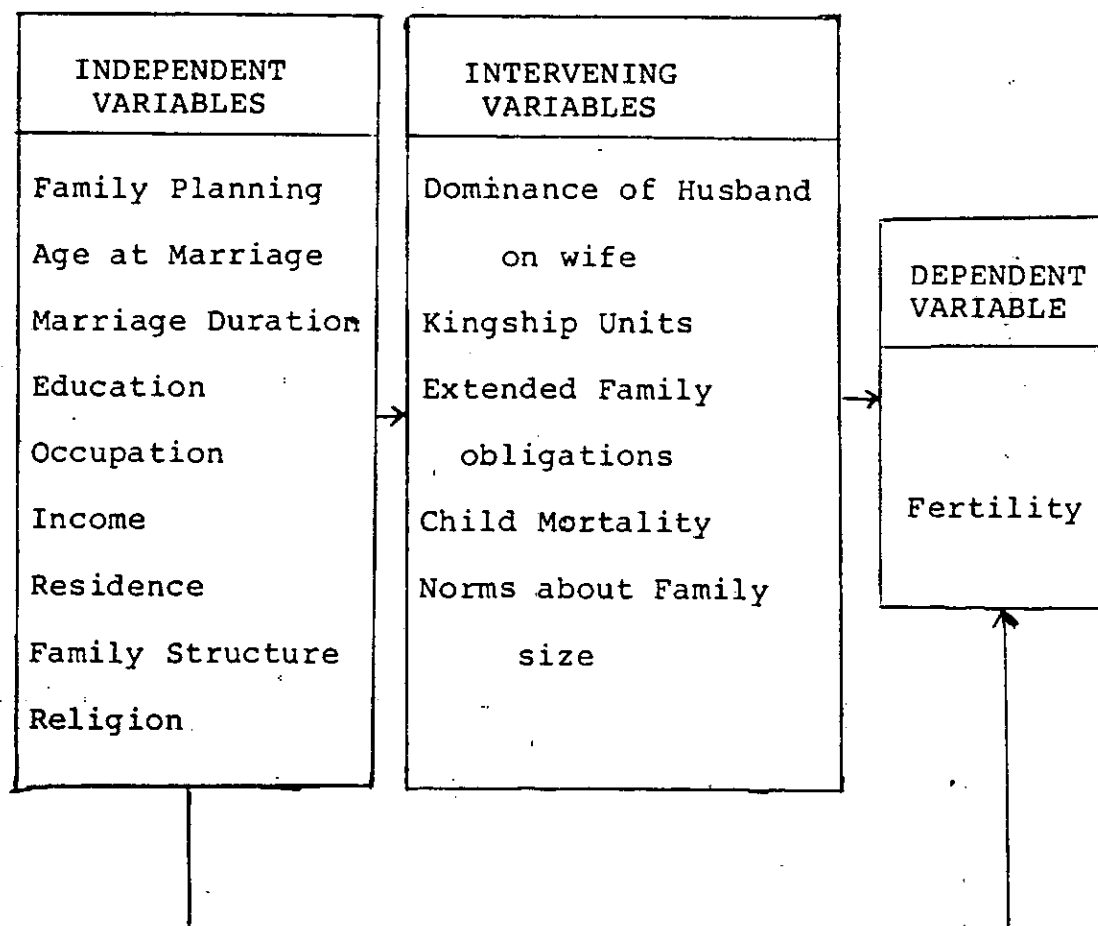 INDEPENDENT
VARIABLES
Family Planning
Age at Marriage
Marriage Duration
Education
Occupation
Income
Residence
Family Structure
Religion
INTERVENING
VARIABLES
Dominance of Husband
on wife
Kingship Units
Extended Family
obligations
Child Mortality
Norms about Family
size
DEPENDENT
VARIABLE
Fertility